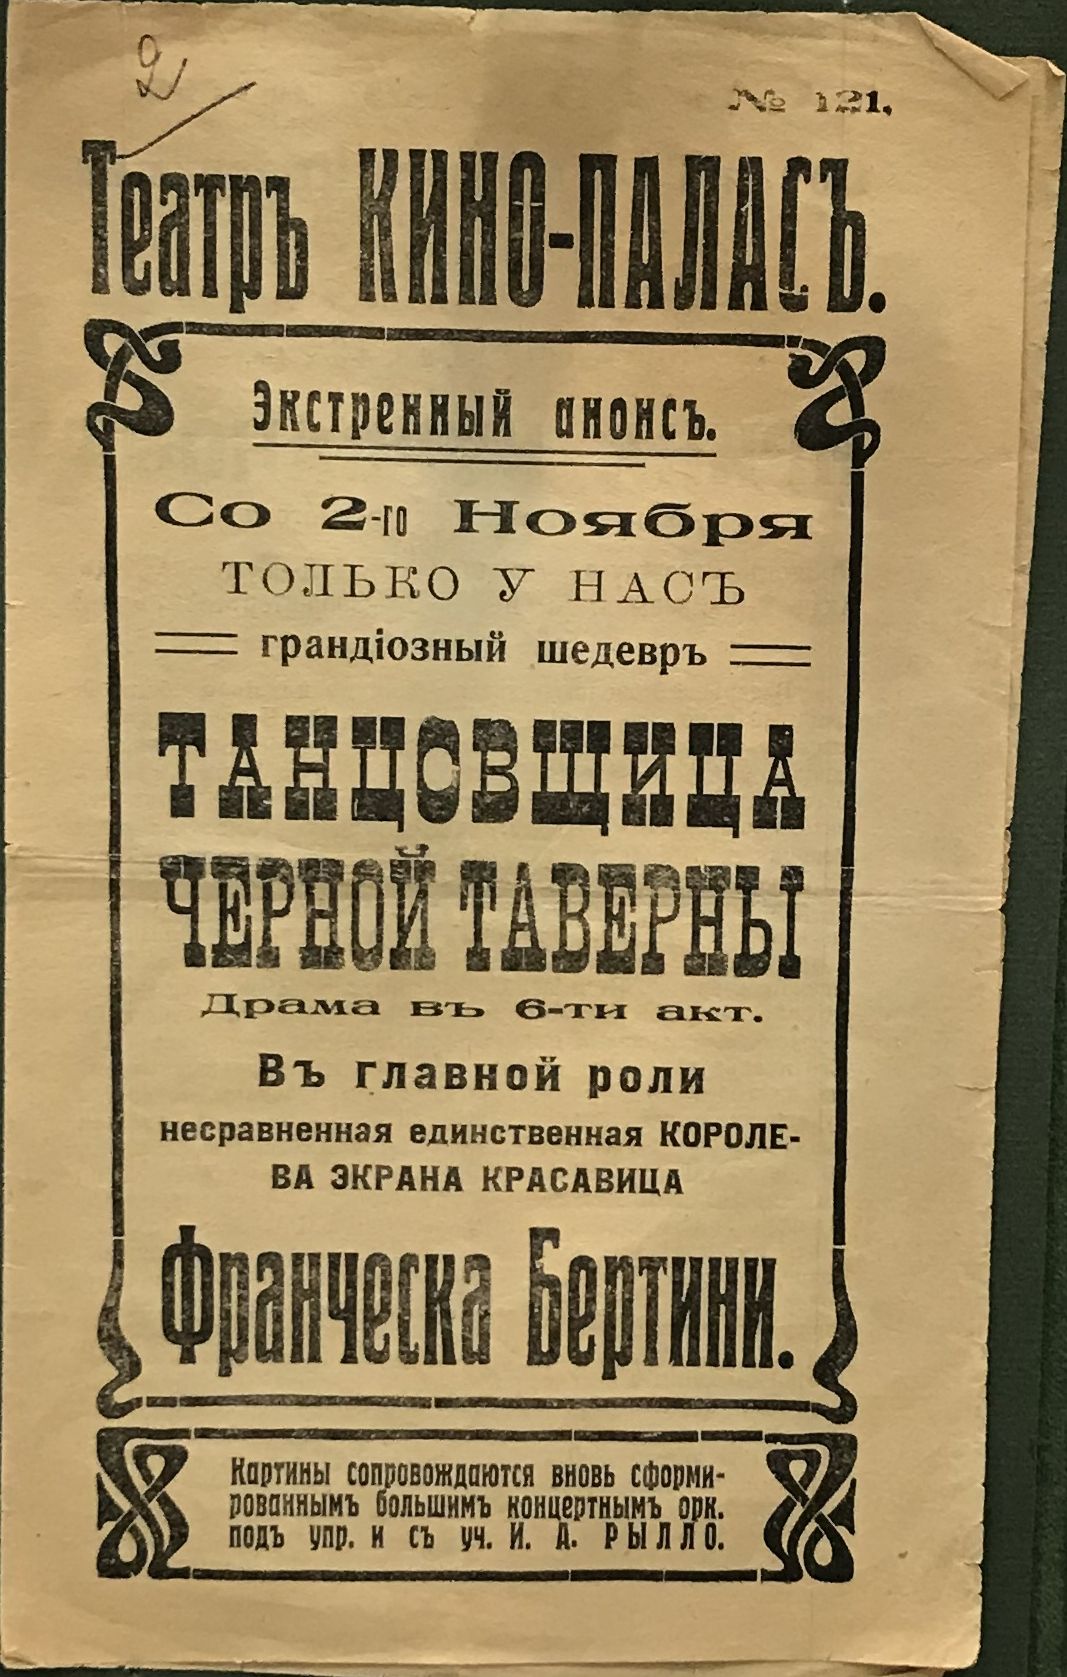 2
№ 121.
Театръ КИНО-ПАЛАСЪ.
Экстренный анонсъ.
Со 2-го Ноября
ТОЛЬКО У НАСЪ
грандіозный шедевръ
ТАНЦОВЩИЦА
ЧЕРНОЙ ТАВЕРНЫ
Драма въ 6-ти акт.
Въ главной роли
несравненная единственная КОРОЛЕ-
ВА ЭКРАНА КРАСАВИЦА
Франческа Бертини.
Картины сопровождаются вновь сформи-
рованнымъ большимъ концертнымъ орк.
подъ упр. и съ уч. И. А. РЫЛЛО.